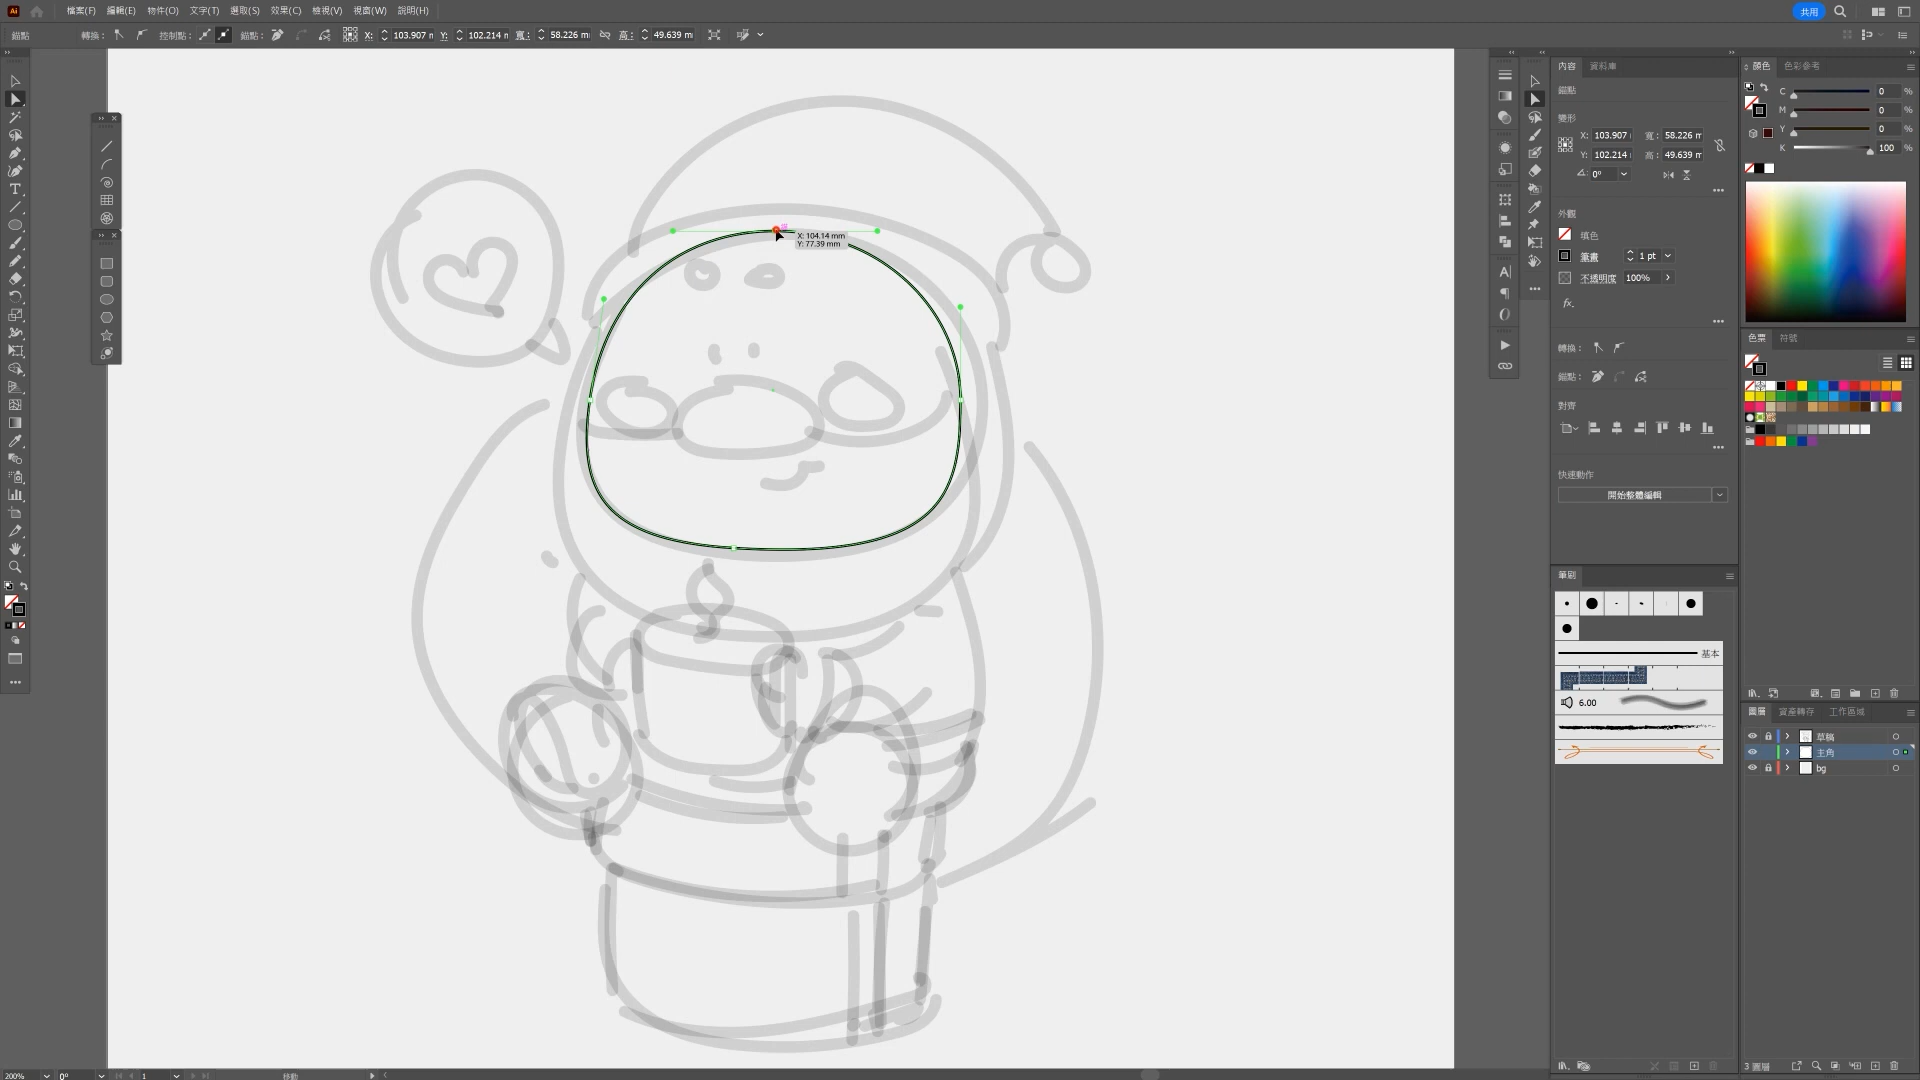 Ai 檔案(F) 編輯(E) 物件(O) 文字(T) 選取(S) 效果(C) 檢視(V) 視窗(W) 說明(H) 共用
錨點 轉換： 控制點： 錨點： X: 103.907 Y: 102.214 寬： 58.226 高： 49.639
X: 104.14 mm
Y: 77.39 mm
內容 資料庫
錨點
變形
X: 103.907 寬： 58.226
Y: 102.214 高： 49.639
0°
外觀
填色
筆畫 1 pt
不透明度 100%
fx.
轉換：
錨點：
對齊
快速動作
開始整體編輯
筆刷
基本
6.00
顏色 色彩參考
C 0 %
M 0 %
Y 0 %
K 100 %
色票 符號
圖層 資產轉存 工作區域
草稿
主角
bg
3 圖層
200% 0° 1 移動